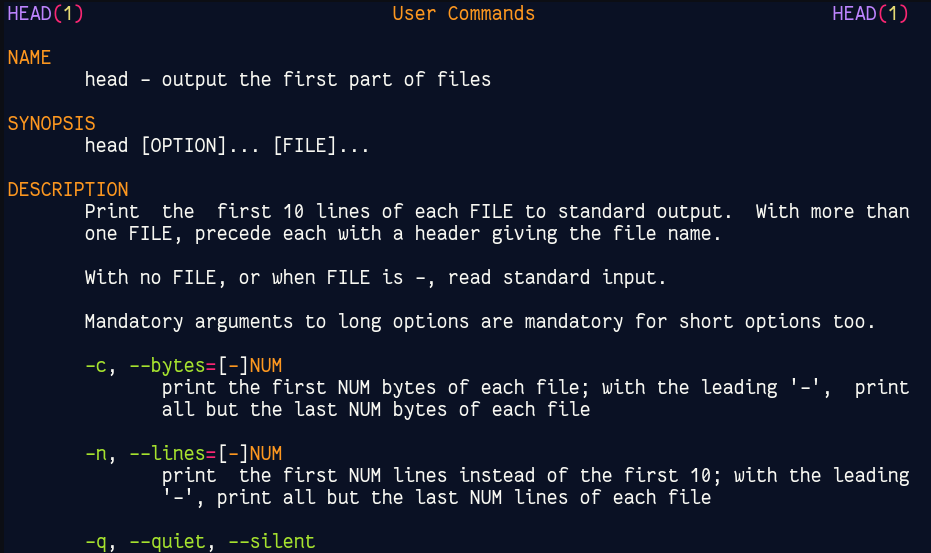 HEAD(1) User Commands HEAD(1)
NAME
head - output the first part of files
SYNOPSIS
head [OPTION]... [FILE]...
DESCRIPTION
Print  the  first 10 lines of each FILE to standard output.  With more than
one FILE, precede each with a header giving the file name.
With no FILE, or when FILE is -, read standard input.
Mandatory arguments to long options are mandatory for short options too.
-c, --bytes=[-]NUM
print the first NUM bytes of each file; with the leading '-',  print
all but the last NUM bytes of each file
-n, --lines=[-]NUM
print  the first NUM lines instead of the first 10; with the leading
'-', print all but the last NUM lines of each file
-q, --quiet, --silent